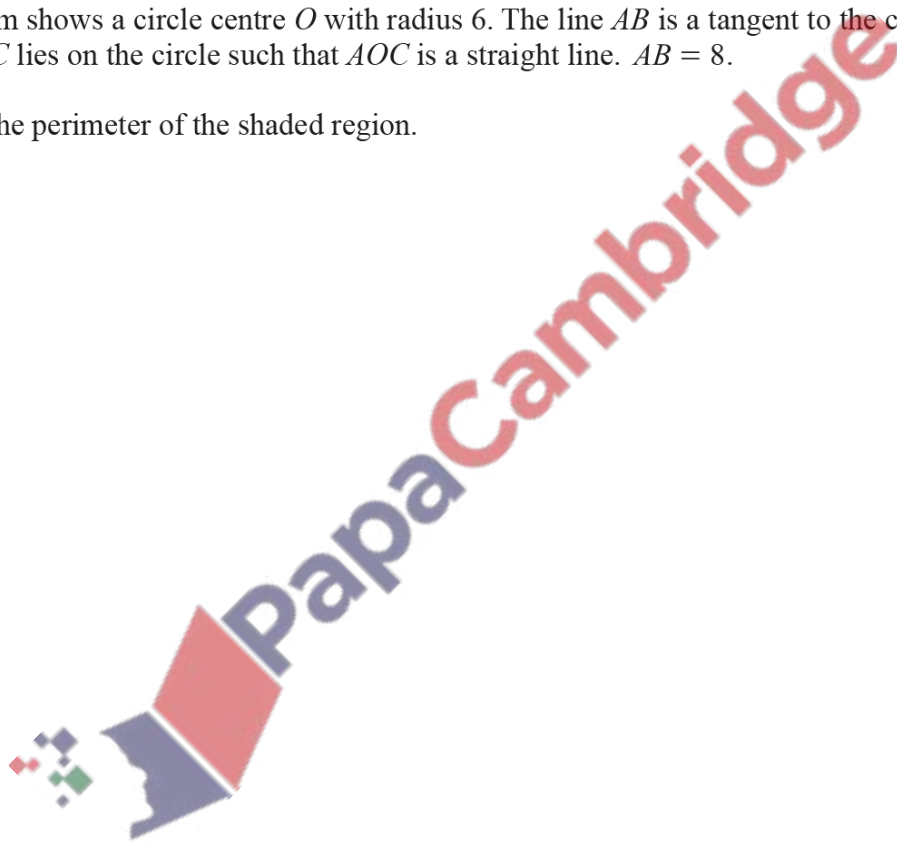 m shows a circle centre O with radius 6. The line AB is a tangent to the c
C lies on the circle such that AOC is a straight line. AB = 8.
he perimeter of the shaded region.
PapaCambridge